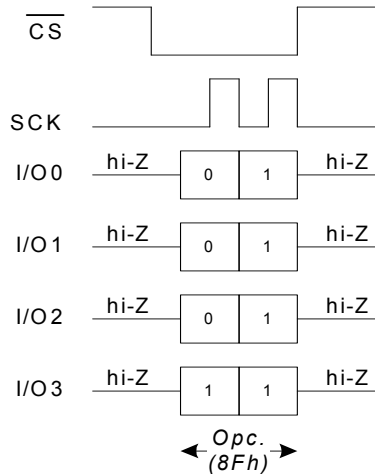 CS
SCK
hi-Z hi-Z
I/O0 0 1
hi-Z hi-Z
I/O1 0 1
hi-Z hi-Z
I/O2 0 1
hi-Z hi-Z
I/O3 1 1
Opc.
(8Fh)